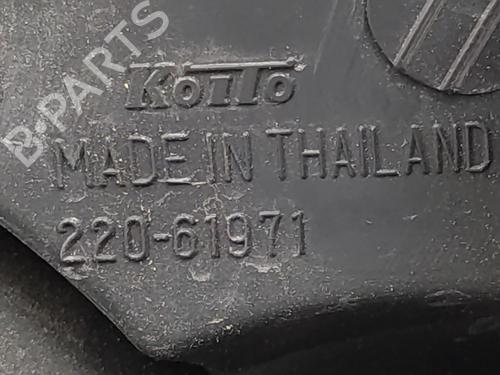 B-PARTS
KoiTo
MADE IN THAILAND
220-61971